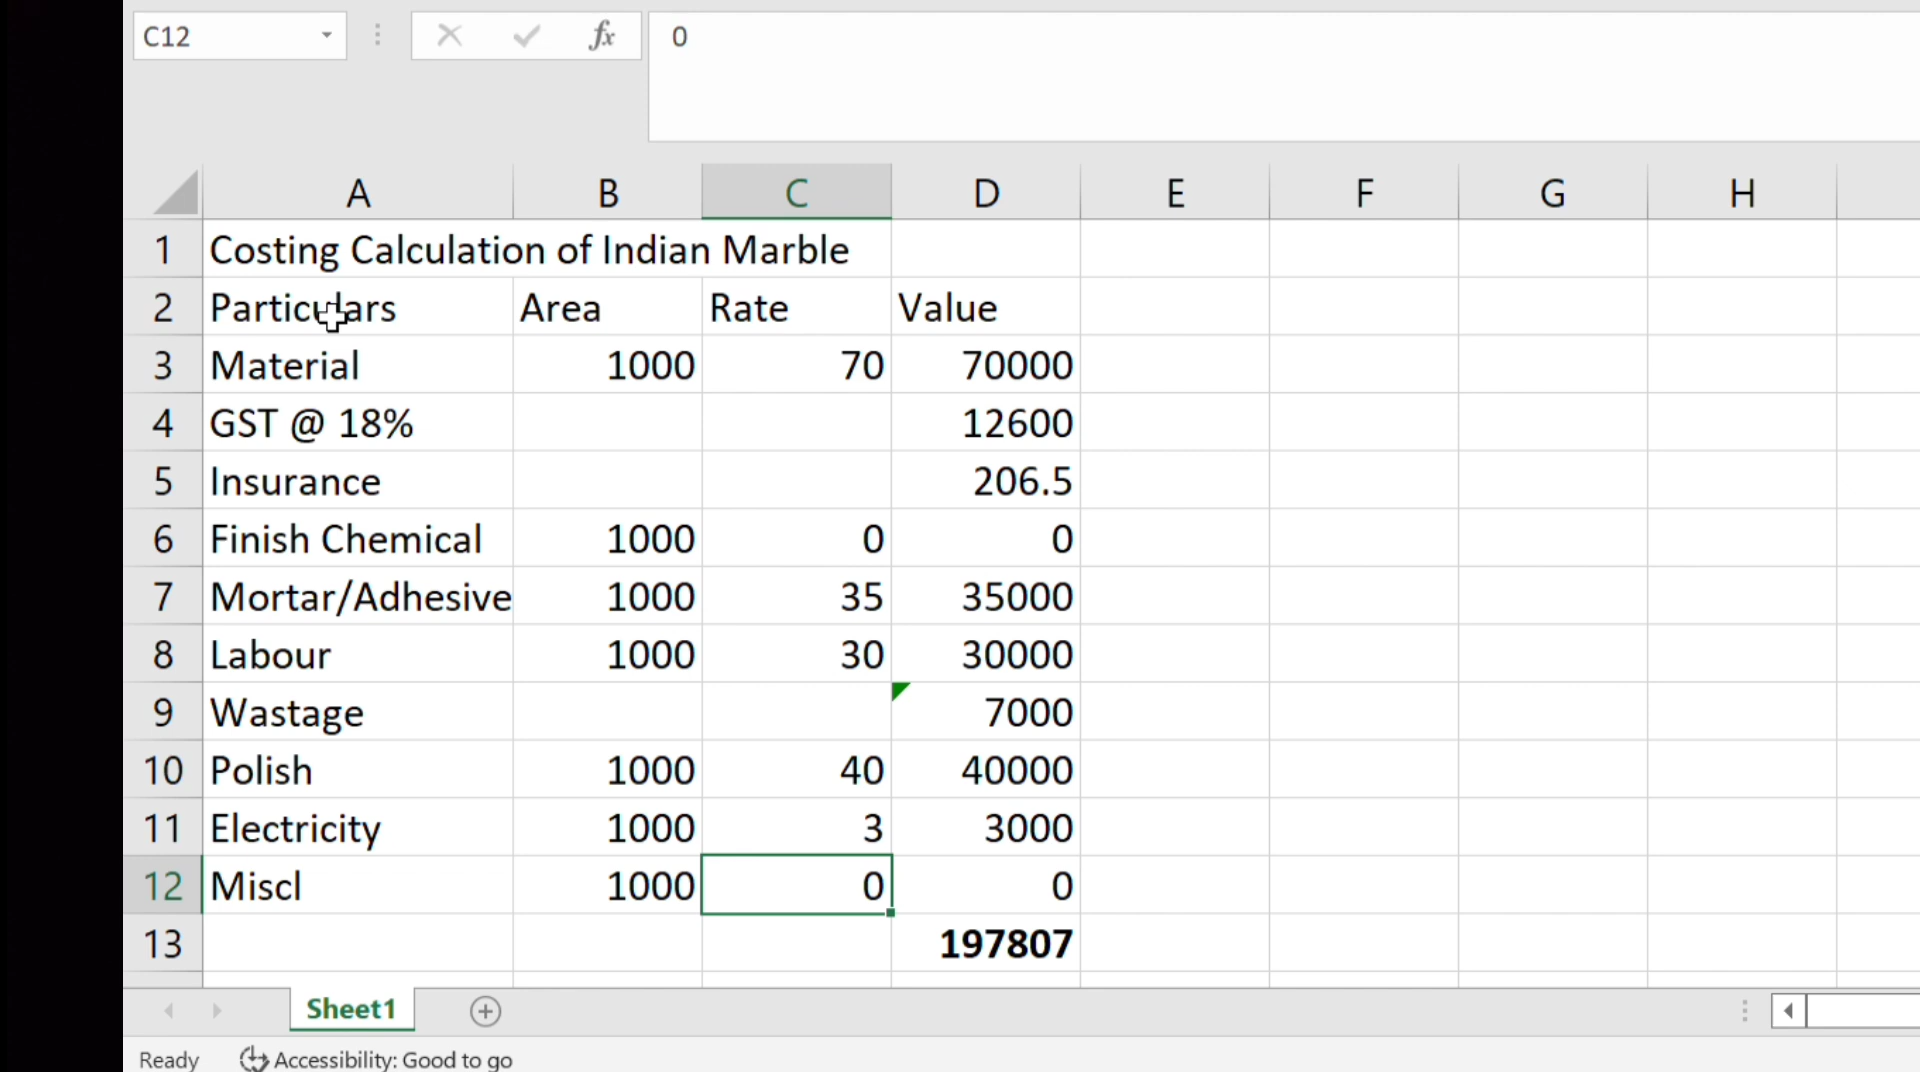 C12 fx 0
A B C D E F G H
1 Costing Calculation of Indian Marble
2 Particulars Area Rate Value
3 Material 1000 70 70000
4 GST @ 18% 12600
5 Insurance 206.5
6 Finish Chemical 1000 0 0
7 Mortar/Adhesive 1000 35 35000
8 Labour 1000 30 30000
9 Wastage 7000
10 Polish 1000 40 40000
11 Electricity 1000 3 3000
12 Miscl 1000 0 0
13 197807
Sheet1
Ready Accessibility: Good to go